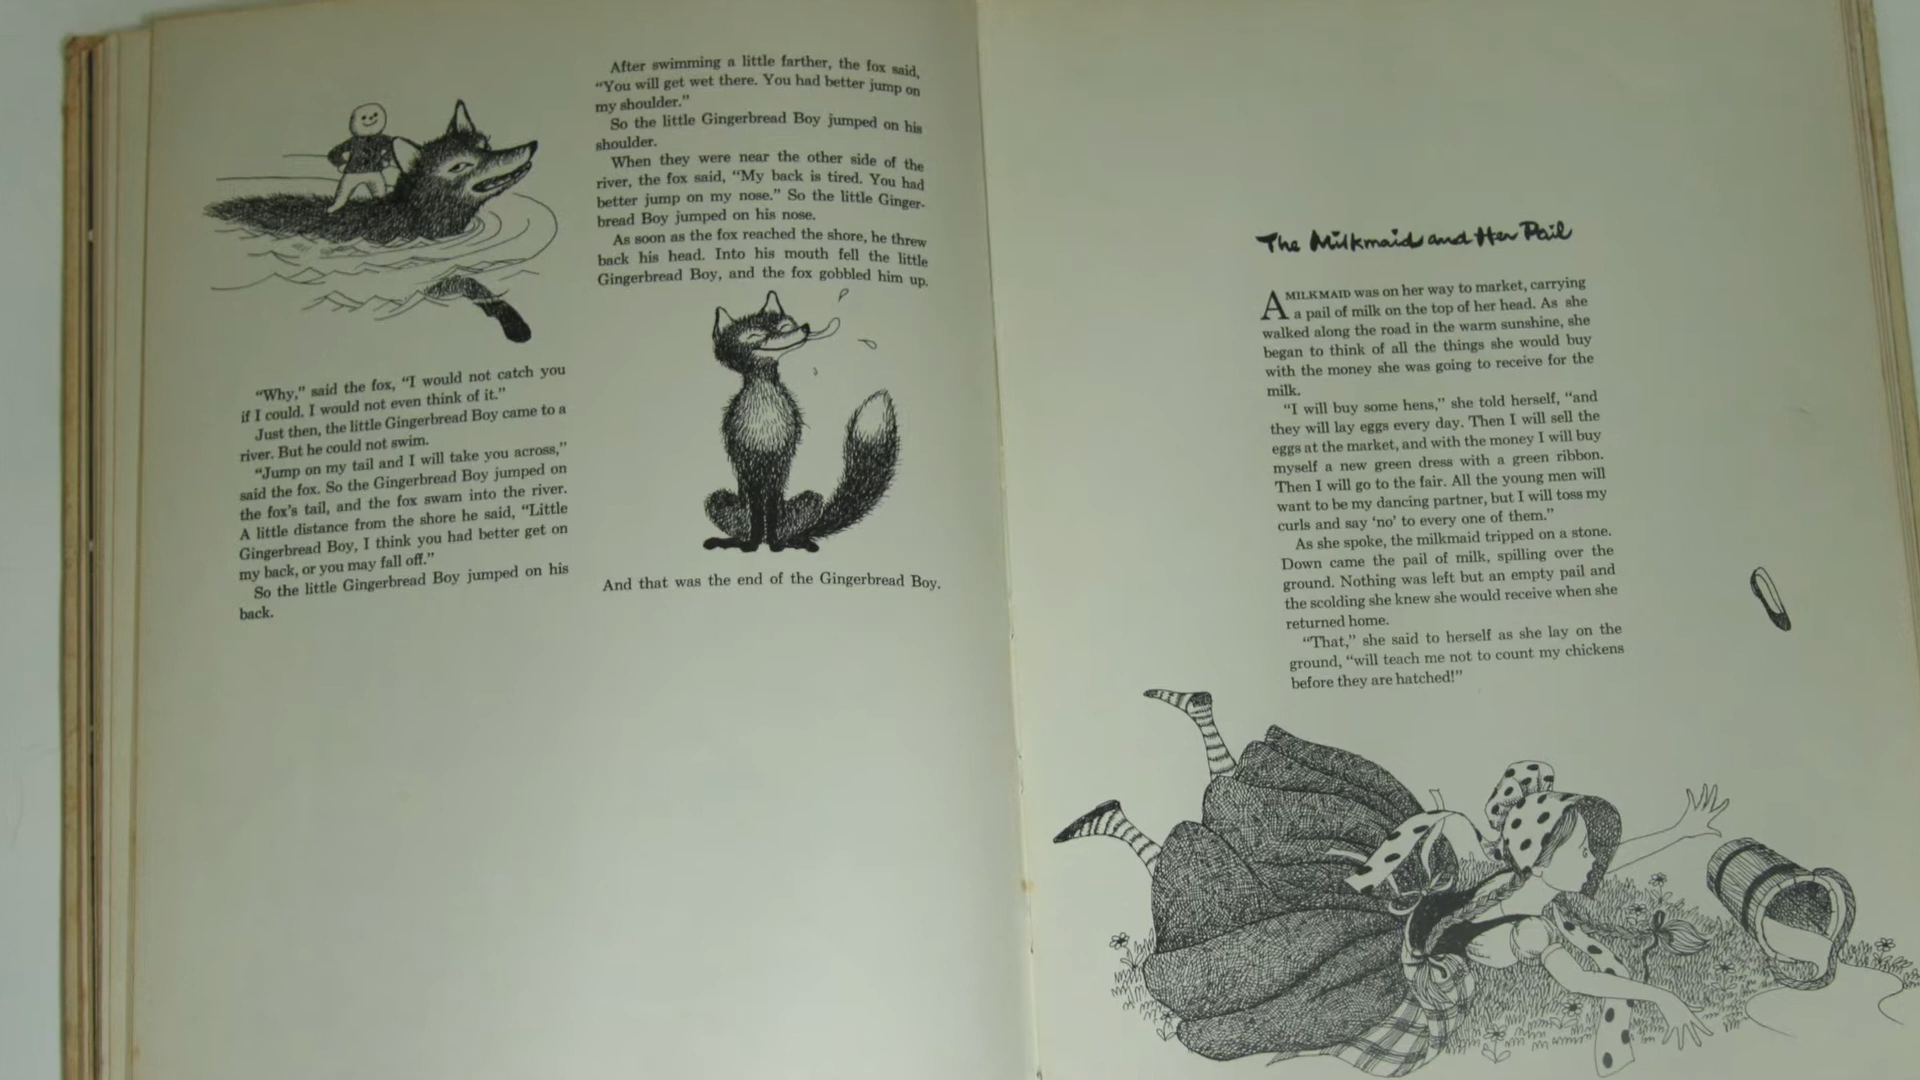 “Why,” said the fox, “I would not catch you
if I could. I would not even think of it.”
Just then, the little Gingerbread Boy came to a
river. But he could not swim.
“Jump on my tail and I will take you across,”
said the fox. So the Gingerbread Boy jumped on
the fox’s tail, and the fox swam into the river.
A little distance from the shore he said, “Little
Gingerbread Boy, I think you had better get on
my back, or you may fall off.”
So the little Gingerbread Boy jumped on his
back.
After swimming a little farther, the fox said,
“You will get wet there. You had better jump on
my shoulder.”
So the little Gingerbread Boy jumped on his
shoulder.
When they were near the other side of the
river, the fox said, “My back is tired. You had
better jump on my nose.” So the little Ginger-
bread Boy jumped on his nose.
As soon as the fox reached the shore, he threw
back his head. Into his mouth fell the little
Gingerbread Boy, and the fox gobbled him up.
And that was the end of the Gingerbread Boy.
The Milkmaid and Her Pail
A MILKMAID was on her way to market, carrying
a pail of milk on the top of her head. As she
walked along the road in the warm sunshine, she
began to think of all the things she would buy
with the money she was going to receive for the
milk.
“I will buy some hens,” she told herself, “and
they will lay eggs every day. Then I will sell the
eggs at the market, and with the money I will buy
myself a new green dress with a green ribbon.
Then I will go to the fair. All the young men will
want to be my dancing partner, but I will toss my
curls and say ‘no’ to every one of them.”
As she spoke, the milkmaid tripped on a stone.
Down came the pail of milk, spilling over the
ground. Nothing was left but an empty pail and
the scolding she knew she would receive when she
returned home.
“That,” she said to herself as she lay on the
ground, “will teach me not to count my chickens
before they are hatched!”